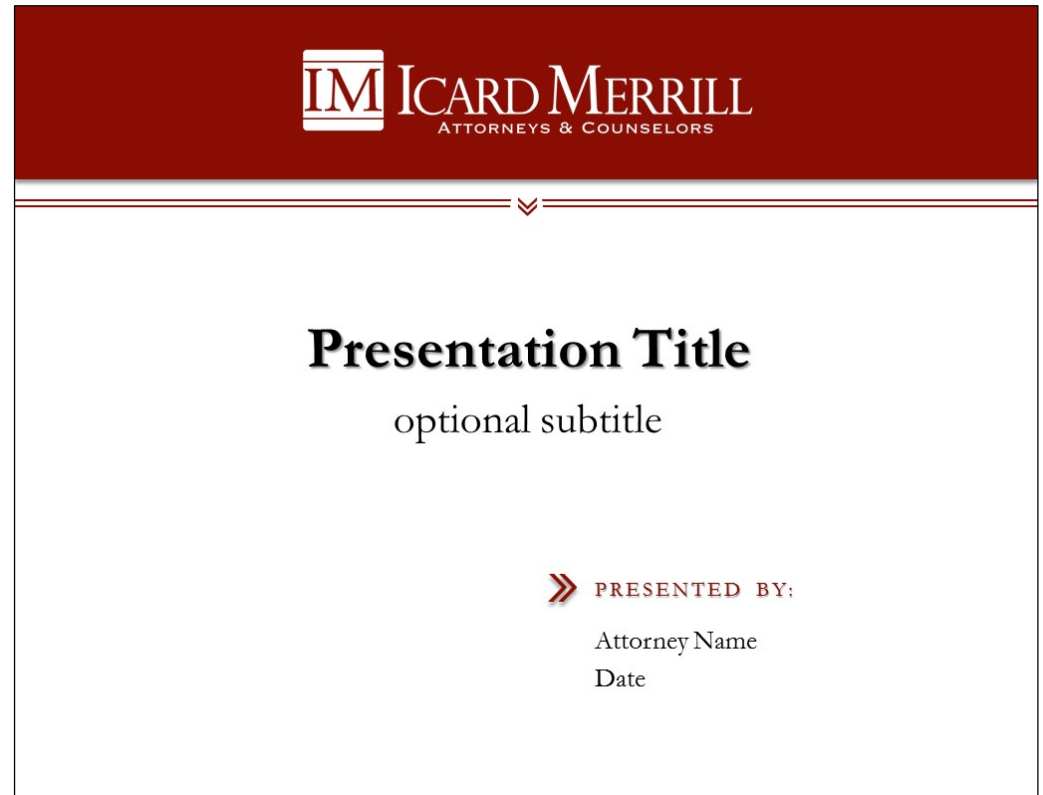 IM ICARD MERRILL
ATTORNEYS & COUNSELORS
Presentation Title
optional subtitle
PRESENTED BY:
Attorney Name
Date